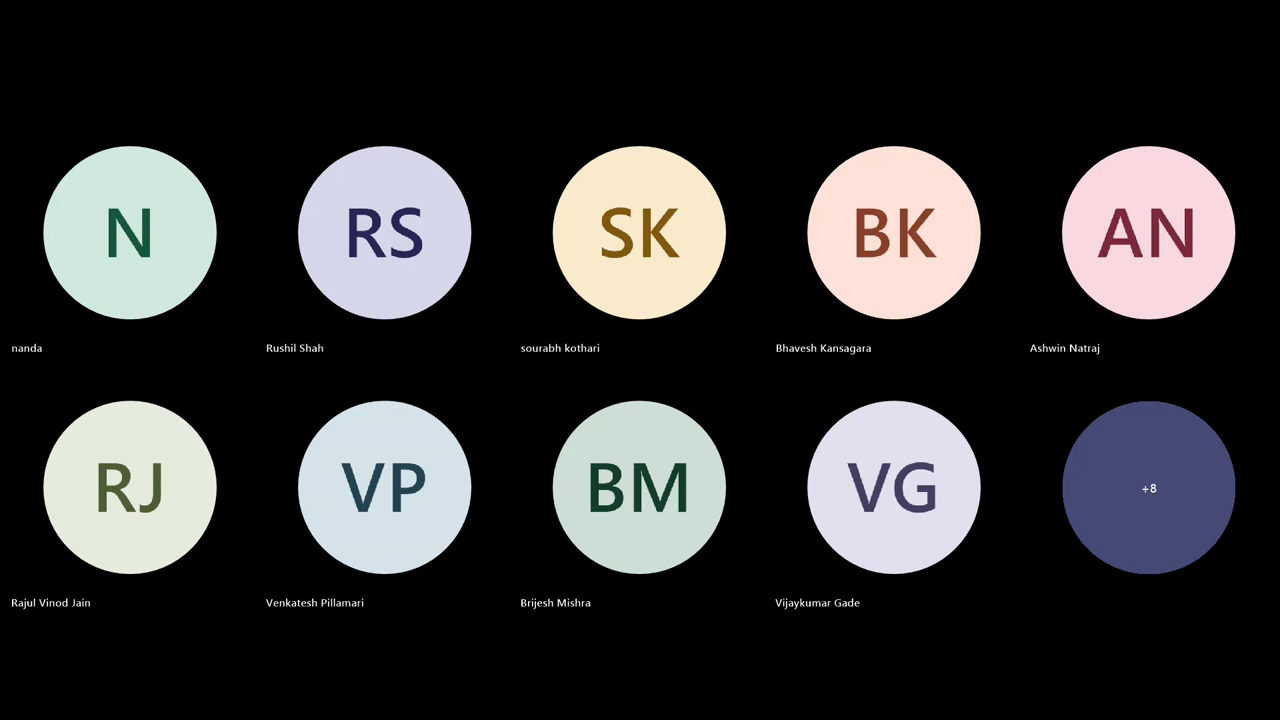 N
RS
SK
BK
AN
nanda
Rushil Shah
sourabh kothari
Bhavesh Kansagara
Ashwin Natraj
RJ
VP
BM
VG
+8
Rajul Vinod Jain
Venkatesh Pillamari
Brijesh Mishra
Vijaykumar Gade